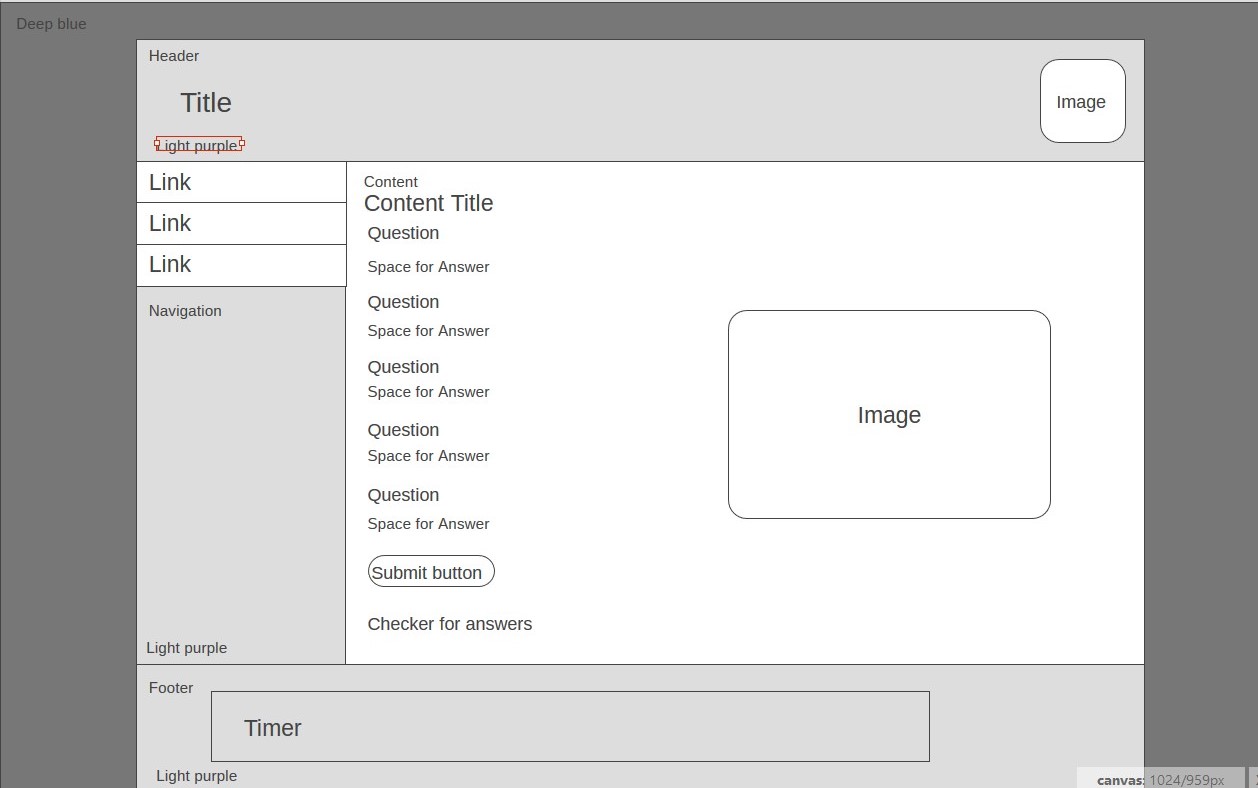 Deep blue
Header
Title
Image
Light purple
Link
Link
Link
Navigation
Light purple
Content
Content Title
Question
Space for Answer
Question
Space for Answer
Question
Space for Answer
Question
Space for Answer
Question
Space for Answer
Submit button
Checker for answers
Image
Footer
Timer
Light purple
canvas: 1024/959px